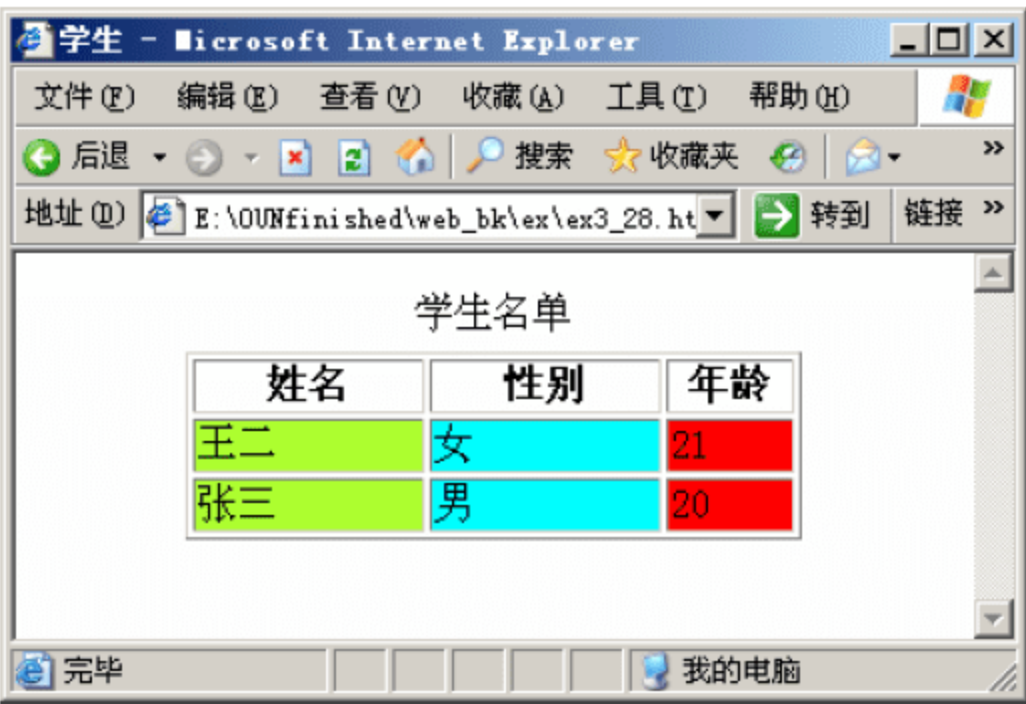 学生 - Microsoft Internet Explorer
文件(F) 编辑(E) 查看(V) 收藏(A) 工具(T) 帮助(H)
后退 搜索 收藏夹 »
地址(D) E:\OUNfinished\web_bk\ex\ex3_28.ht 转到 链接 »
学生名单
姓名 性别 年龄
王二 女 21
张三 男 20
完毕 我的电脑